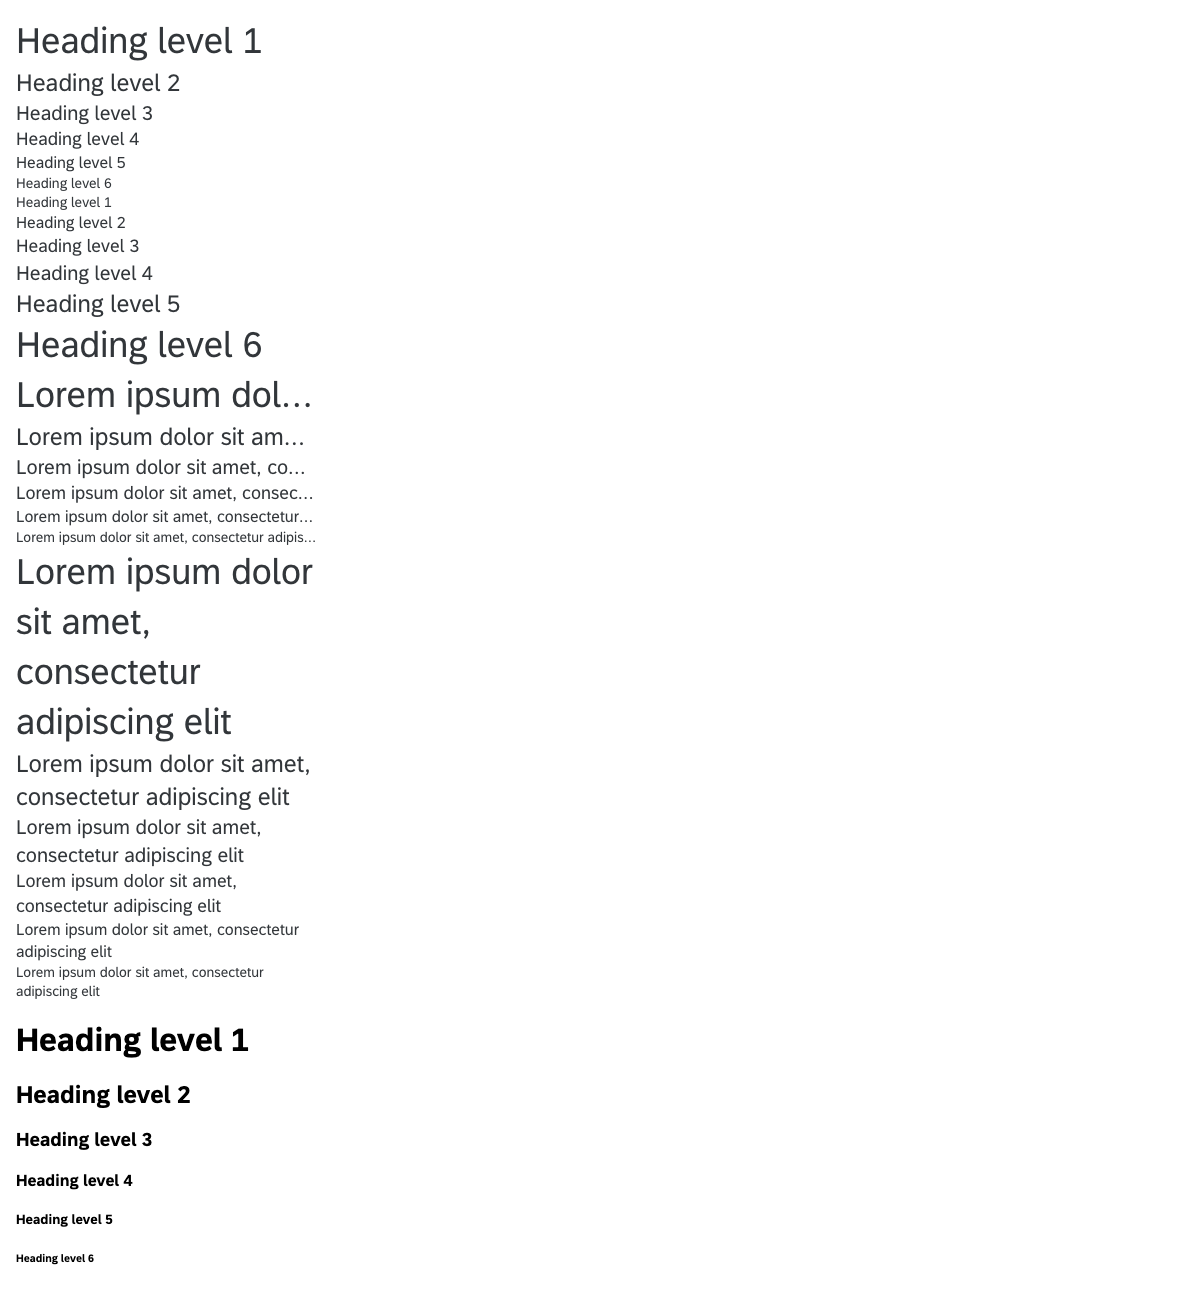 Heading level 1
Heading level 2
Heading level 3
Heading level 4
Heading level 5
Heading level 6
Heading level 1
Heading level 2
Heading level 3
Heading level 4
Heading level 5
Heading level 6
Lorem ipsum dol...
Lorem ipsum dolor sit am...
Lorem ipsum dolor sit amet, co...
Lorem ipsum dolor sit amet, consec...
Lorem ipsum dolor sit amet, consectetur...
Lorem ipsum dolor sit amet, consectetur adipis...
Lorem ipsum dolor
sit amet,
consectetur
adipiscing elit
Lorem ipsum dolor sit amet,
consectetur adipiscing elit
Lorem ipsum dolor sit amet,
consectetur adipiscing elit
Lorem ipsum dolor sit amet,
consectetur adipiscing elit
Lorem ipsum dolor sit amet, consectetur
adipiscing elit
Lorem ipsum dolor sit amet, consectetur
adipiscing elit
Heading level 1
Heading level 2
Heading level 3
Heading level 4
Heading level 5
Heading level 6